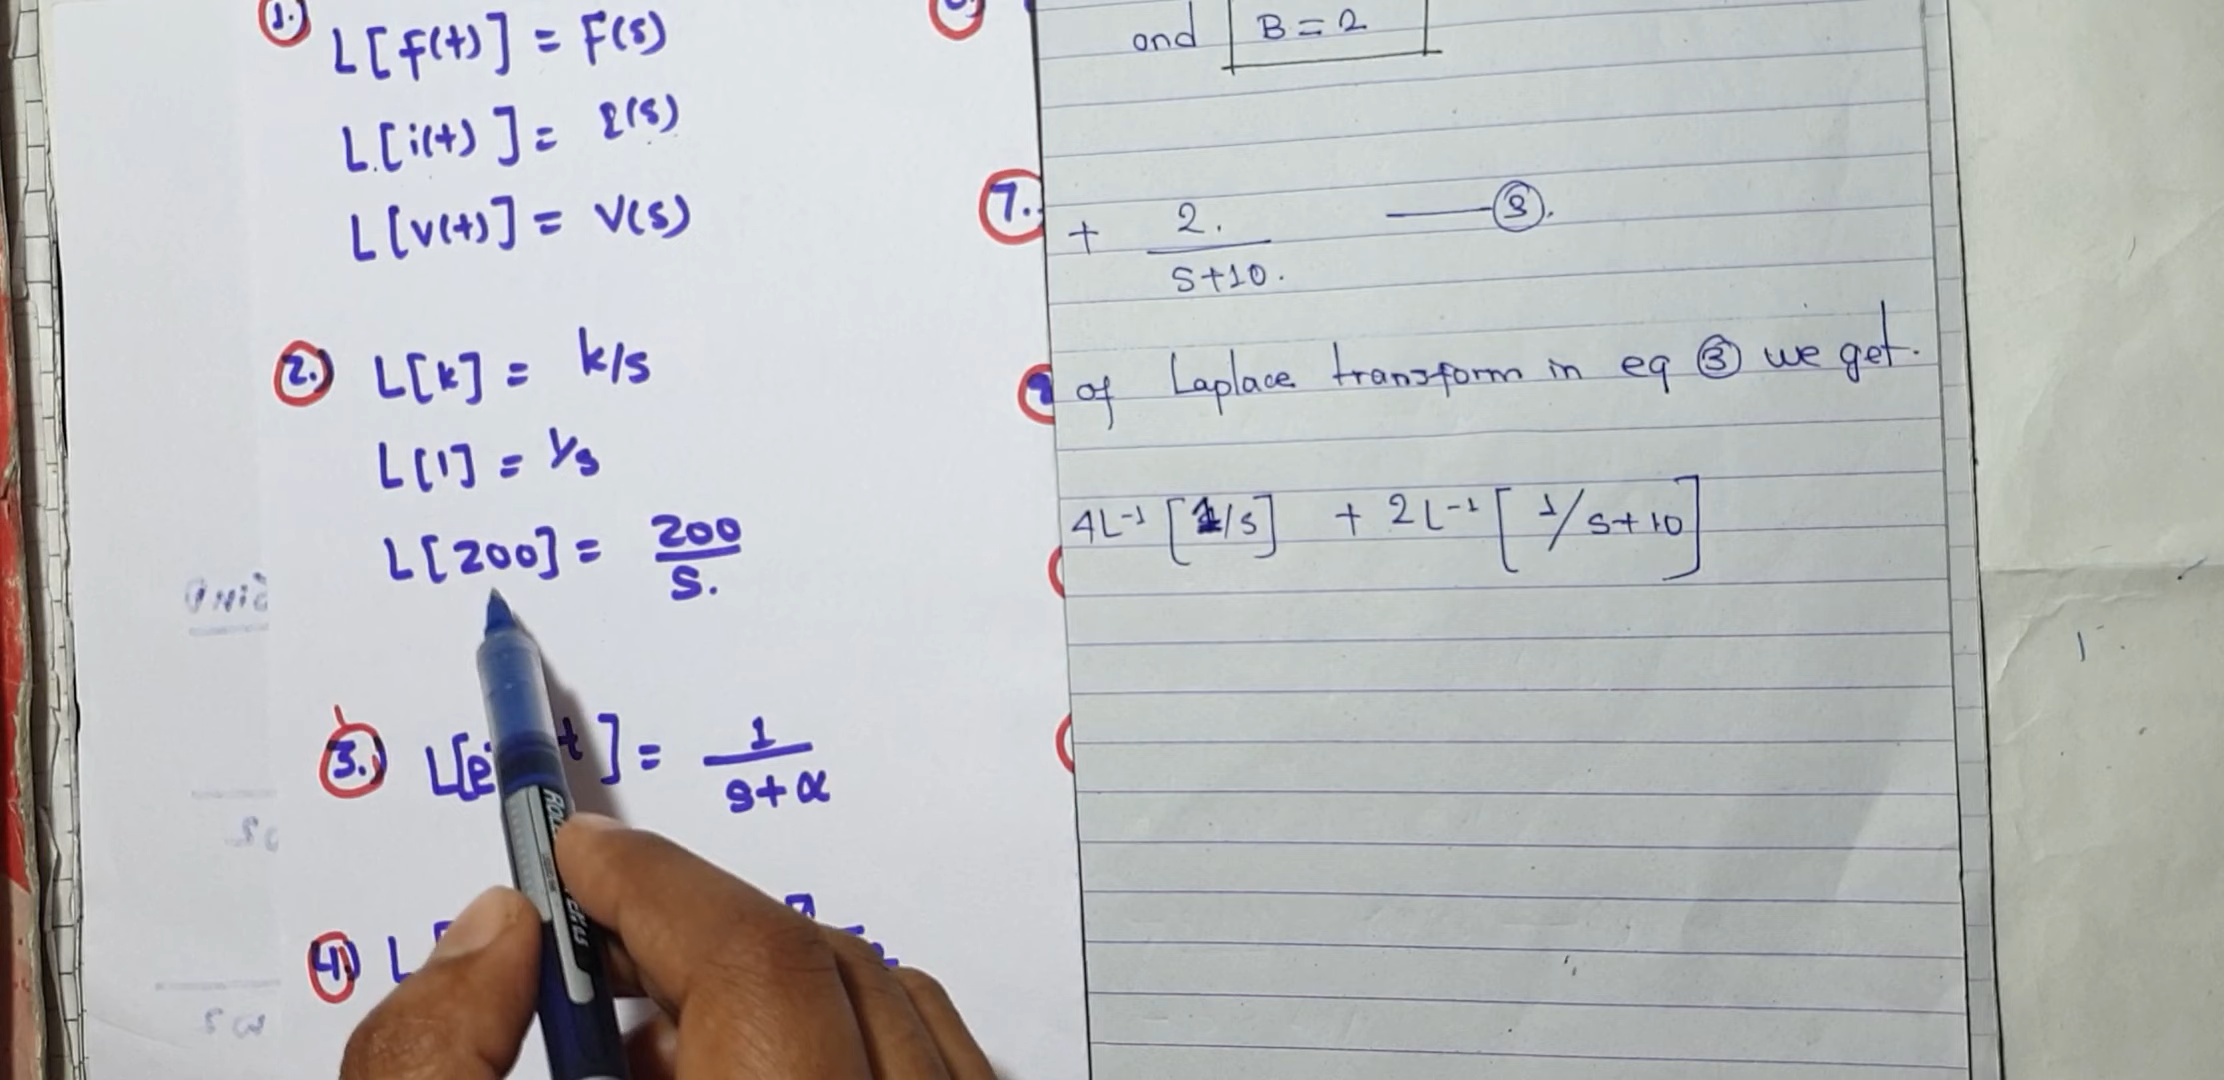 1.) L[f(t)] = F(s)
L[i(t)] = I(s)
L[v(t)] = V(s)
2.) L[k] = k/s
L[1] = 1/s
L[200] = 200/s.
3.) L[e t] = 1/s+α
4.) L
and B = 2
7.
+ 2./s+10. —③.
of Laplace transform in eq ③ we get.
4L⁻¹ [1/s] + 2L⁻¹ [1/s+10]